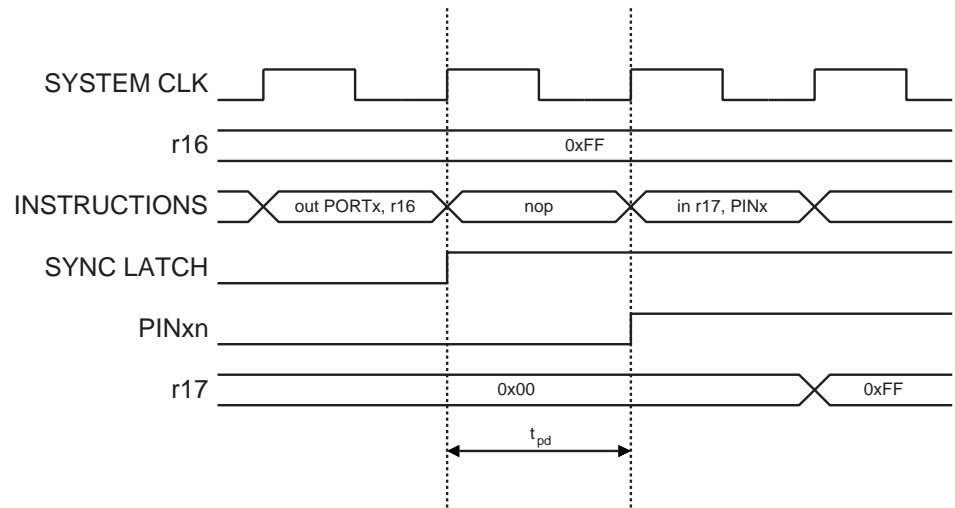 SYSTEM CLK
r16
0xFF
INSTRUCTIONS
out PORTx, r16
nop
in r17, PINx
SYNC LATCH
PINxn
r17
0x00
0xFF
tpd